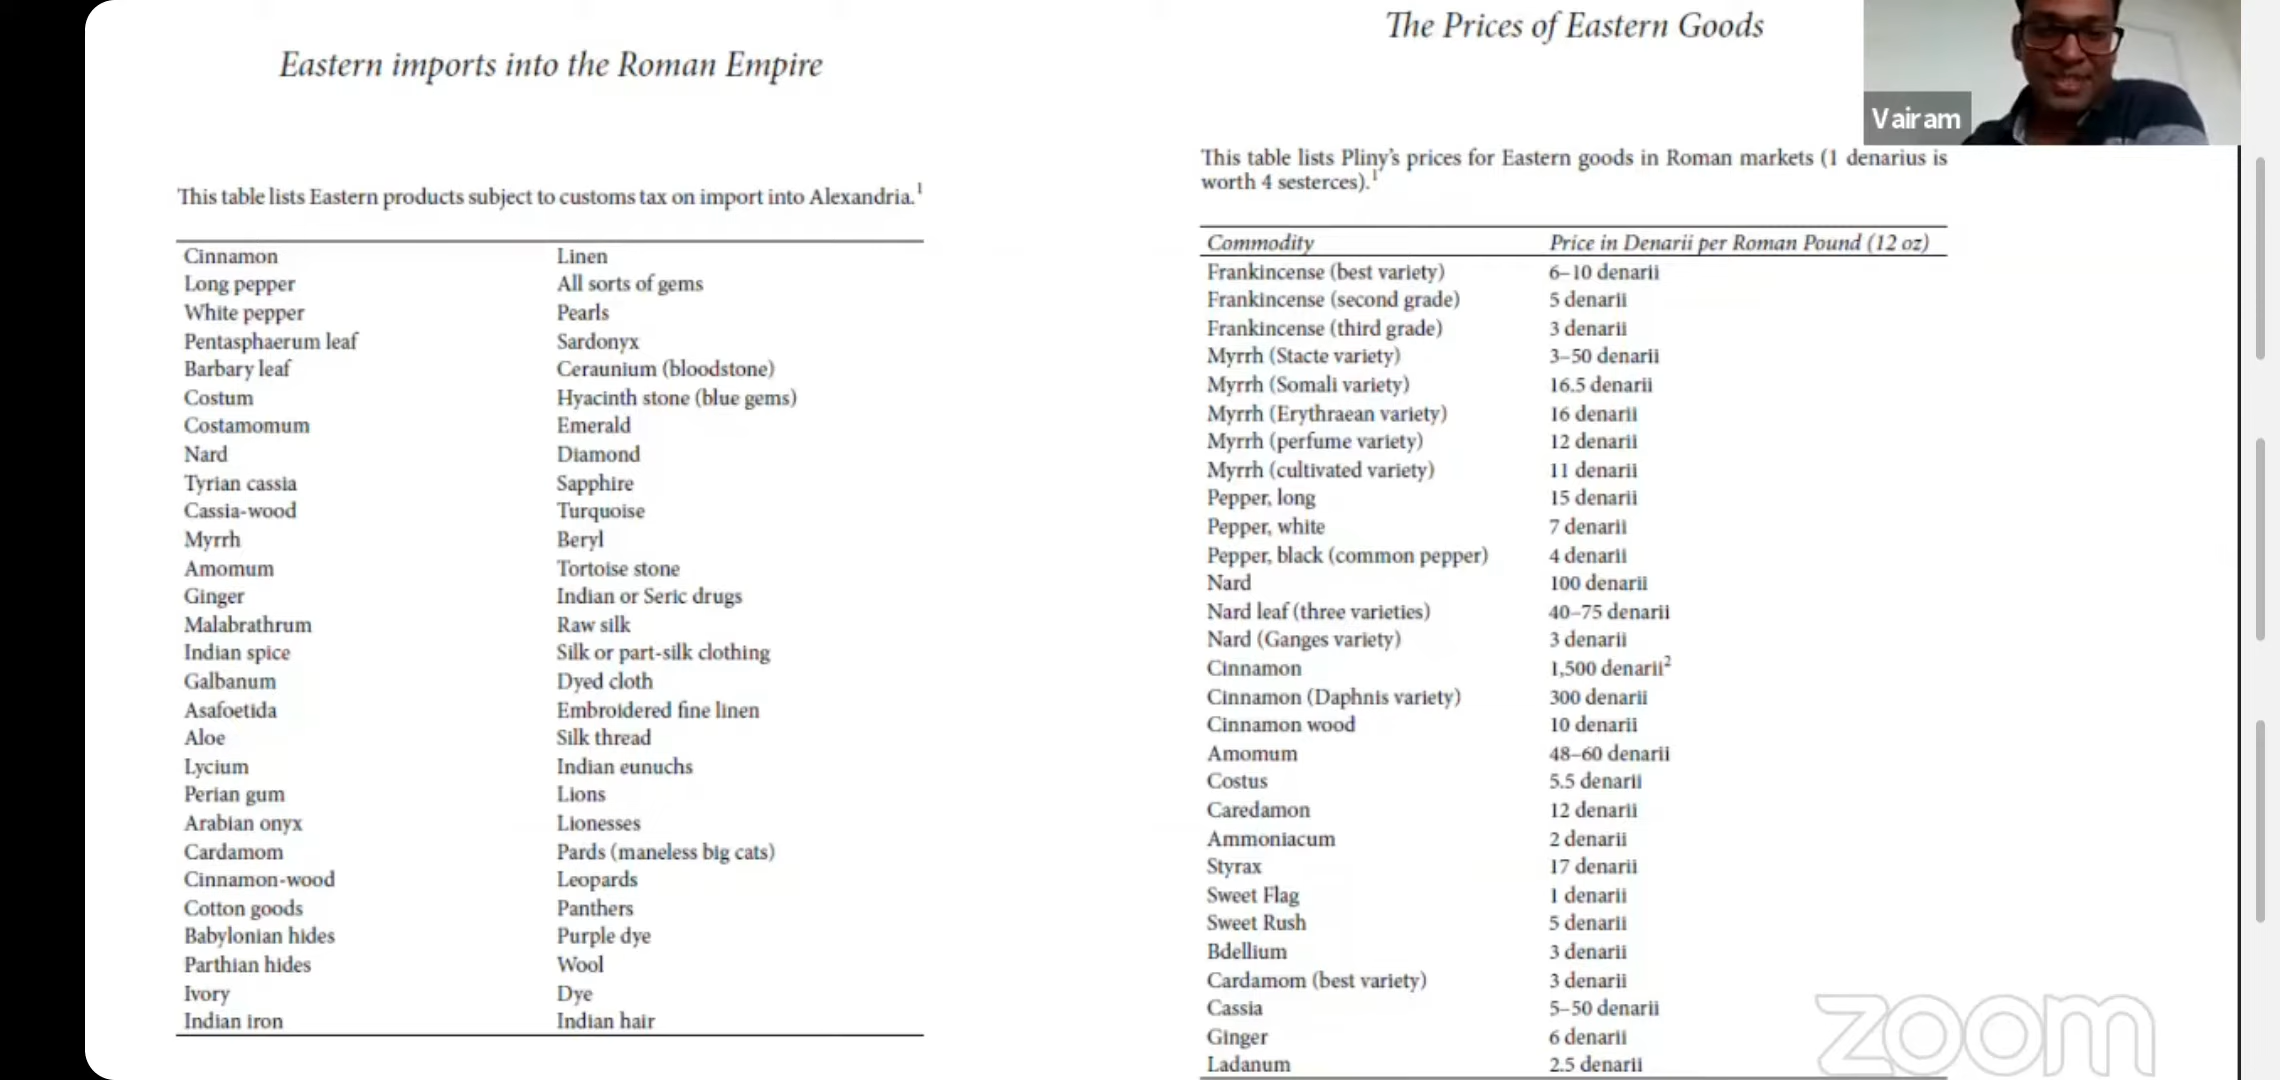 Eastern imports into the Roman Empire
This table lists Eastern products subject to customs tax on import into Alexandria.1
Cinnamon Linen
Long pepper All sorts of gems
White pepper Pearls
Pentasphaerum leaf Sardonyx
Barbary leaf Ceraunium (bloodstone)
Costum Hyacinth stone (blue gems)
Costamomum Emerald
Nard Diamond
Tyrian cassia Sapphire
Cassia-wood Turquoise
Myrrh Beryl
Amomum Tortoise stone
Ginger Indian or Seric drugs
Malabrathrum Raw silk
Indian spice Silk or part-silk clothing
Galbanum Dyed cloth
Asafoetida Embroidered fine linen
Aloe Silk thread
Lycium Indian eunuchs
Perian gum Lions
Arabian onyx Lionesses
Cardamom Pards (maneless big cats)
Cinnamon-wood Leopards
Cotton goods Panthers
Babylonian hides Purple dye
Parthian hides Wool
Ivory Dye
Indian iron Indian hair
The Prices of Eastern Goods
Vairam
This table lists Pliny's prices for Eastern goods in Roman markets (1 denarius is
worth 4 sesterces).1
Commodity Price in Denarii per Roman Pound (12 oz)
Frankincense (best variety) 6–10 denarii
Frankincense (second grade) 5 denarii
Frankincense (third grade) 3 denarii
Myrrh (Stacte variety) 3–50 denarii
Myrrh (Somali variety) 16.5 denarii
Myrrh (Erythraean variety) 16 denarii
Myrrh (perfume variety) 12 denarii
Myrrh (cultivated variety) 11 denarii
Pepper, long 15 denarii
Pepper, white 7 denarii
Pepper, black (common pepper) 4 denarii
Nard 100 denarii
Nard leaf (three varieties) 40–75 denarii
Nard (Ganges variety) 3 denarii
Cinnamon 1,500 denarii2
Cinnamon (Daphnis variety) 300 denarii
Cinnamon wood 10 denarii
Amomum 48–60 denarii
Costus 5.5 denarii
Caredamon 12 denarii
Ammoniacum 2 denarii
Styrax 17 denarii
Sweet Flag 1 denarii
Sweet Rush 5 denarii
Bdellium 3 denarii
Cardamom (best variety) 3 denarii
Cassia 5–50 denarii
Ginger 6 denarii
Ladanum 2.5 denarii
zoom